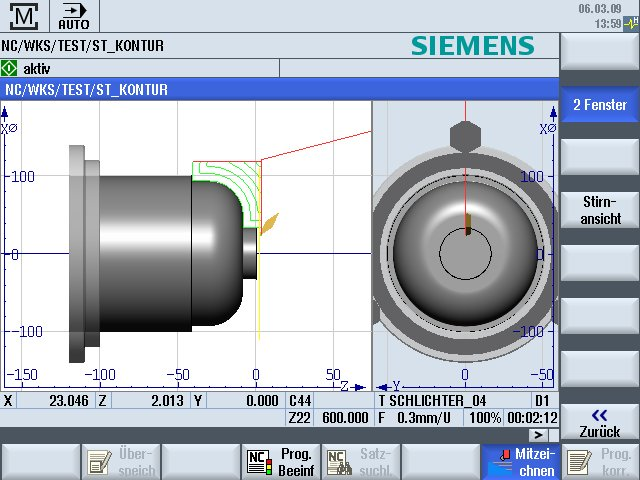 M AUTO 06.03.09
13:59
NC/WKS/TEST/ST_KONTUR SIEMENS
aktiv
NC/WKS/TEST/ST_KONTUR
2 Fenster
XØ XØ
100 100
Stirn-
ansicht
0 0
-100 -100
-150 -100 -50 0 50 0 -50
Z Y
X 23.046 Z 2.013 Y 0.000 C44 T SCHLICHTER_04 D1
Z22 600.000 F 0.3mm/U 100% 00:02:12
«
Zurück
>
Über-
speich
NC
Prog.
Beeinf
NC
Satz-
suchl.
Mitzei-
chnen
Prog.
korr.